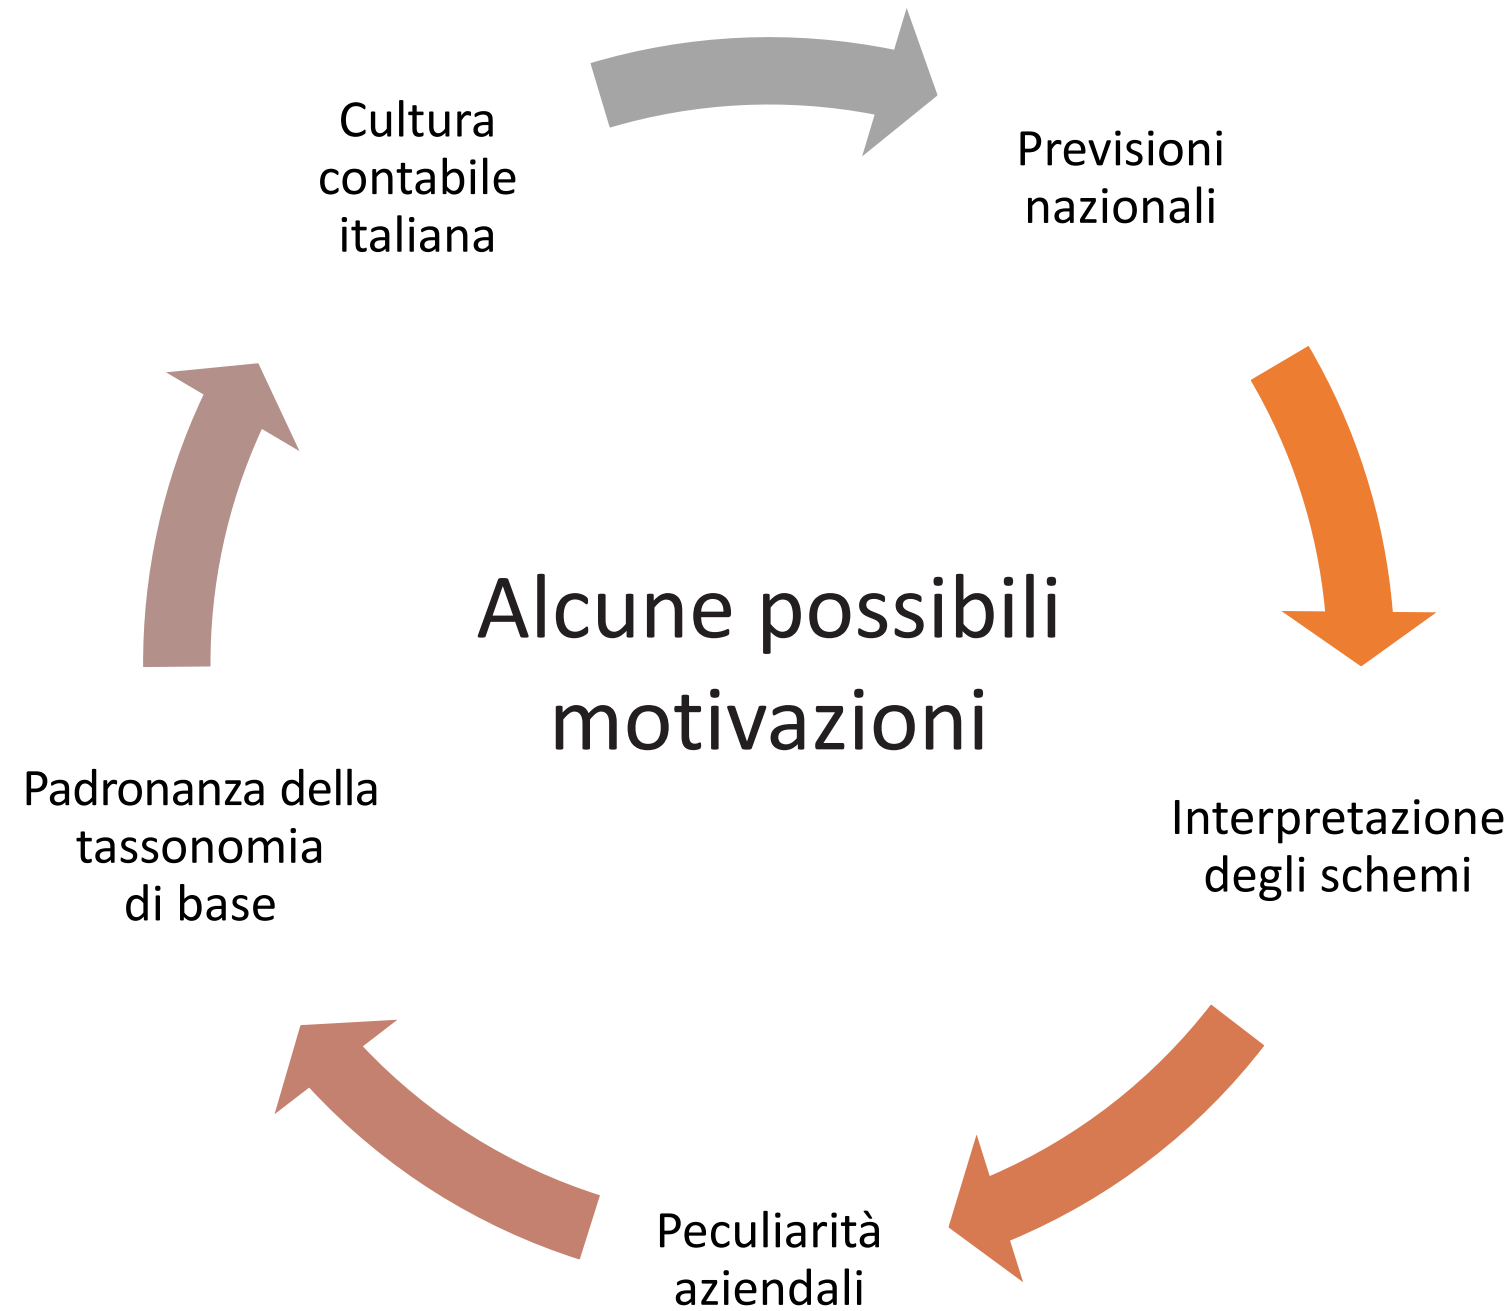 Cultura
contabile
italiana
Previsioni
nazionali
Alcune possibili
motivazioni
Interpretazione
degli schemi
Peculiarità
aziendali
Padronanza della
tassonomia
di base